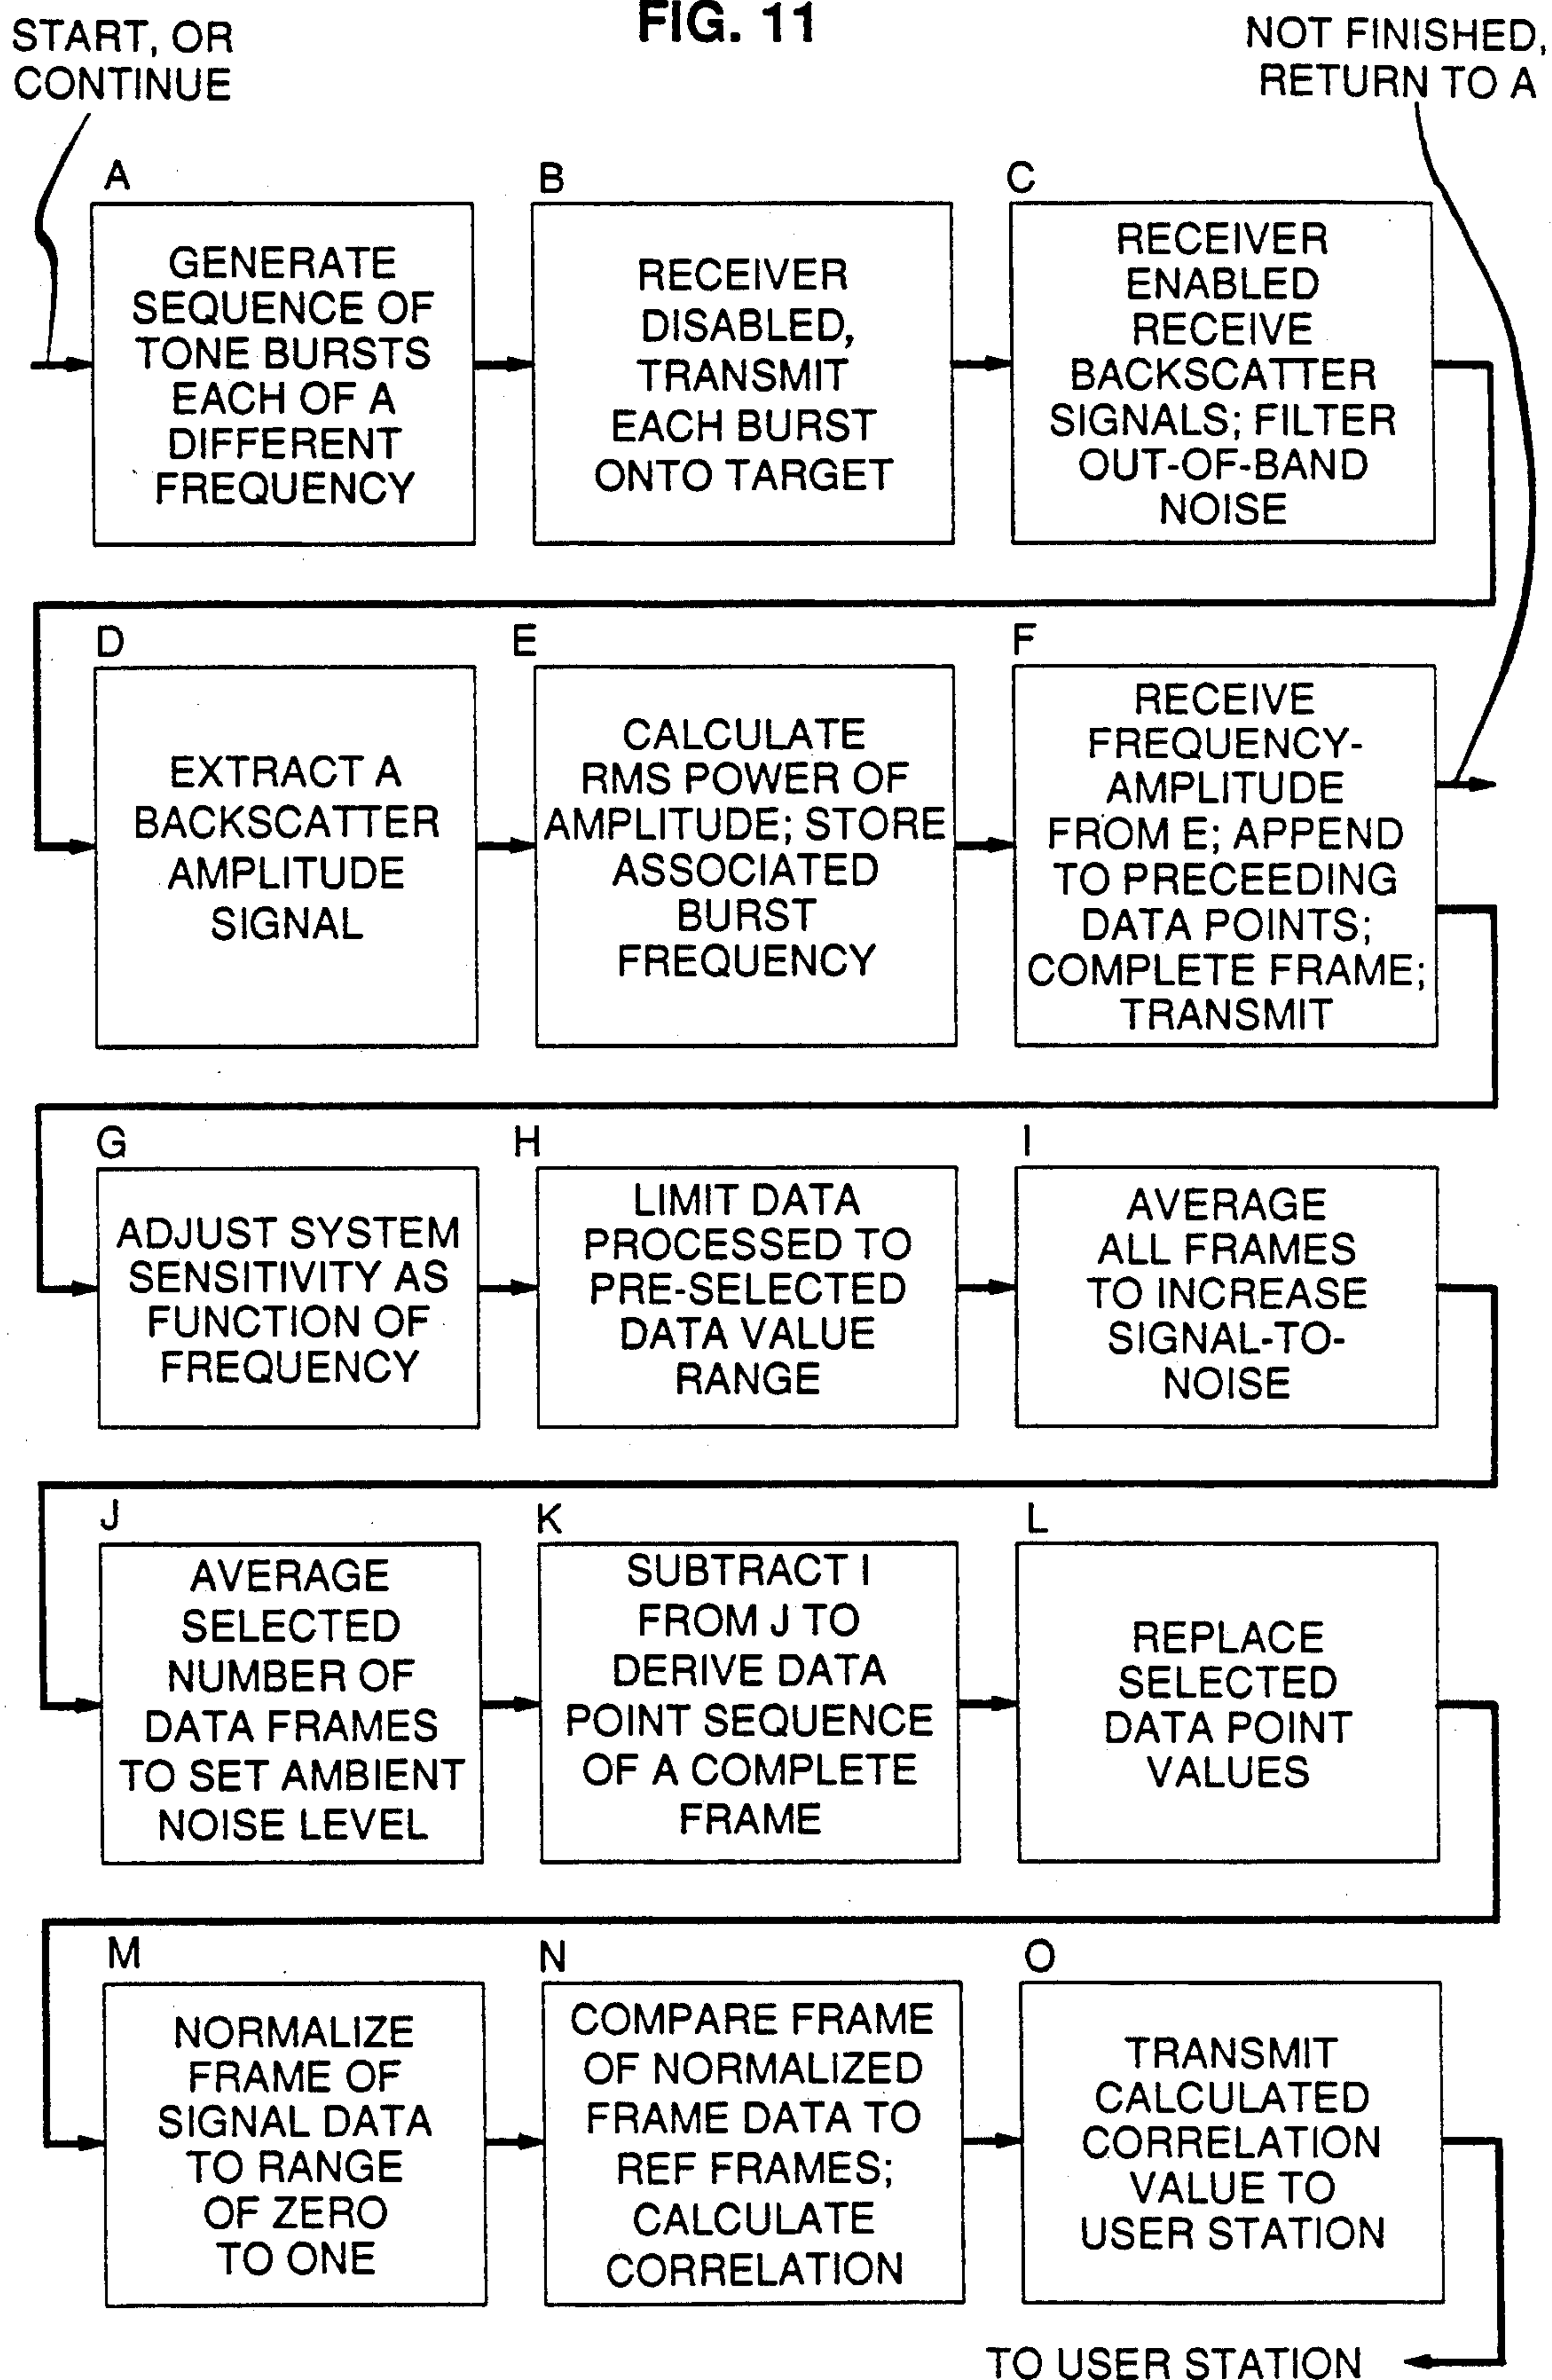 FIG. 11
START, OR
CONTINUE
NOT FINISHED,
RETURN TO A
A
GENERATE
SEQUENCE OF
TONE BURSTS
EACH OF A
DIFFERENT
FREQUENCY
B
RECEIVER
DISABLED,
TRANSMIT
EACH BURST
ONTO TARGET
C
RECEIVER
ENABLED
RECEIVE
BACKSCATTER
SIGNALS; FILTER
OUT-OF-BAND
NOISE
D
EXTRACT A
BACKSCATTER
AMPLITUDE
SIGNAL
E
CALCULATE
RMS POWER OF
AMPLITUDE; STORE
ASSOCIATED
BURST
FREQUENCY
F
RECEIVE
FREQUENCY-
AMPLITUDE
FROM E; APPEND
TO PRECEEDING
DATA POINTS;
COMPLETE FRAME;
TRANSMIT
G
ADJUST SYSTEM
SENSITIVITY AS
FUNCTION OF
FREQUENCY
H
LIMIT DATA
PROCESSED TO
PRE-SELECTED
DATA VALUE
RANGE
I
AVERAGE
ALL FRAMES
TO INCREASE
SIGNAL-TO-
NOISE
J
AVERAGE
SELECTED
NUMBER OF
DATA FRAMES
TO SET AMBIENT
NOISE LEVEL
K
SUBTRACT I
FROM J TO
DERIVE DATA
POINT SEQUENCE
OF A COMPLETE
FRAME
L
REPLACE
SELECTED
DATA POINT
VALUES
M
NORMALIZE
FRAME OF
SIGNAL DATA
TO RANGE
OF ZERO
TO ONE
N
COMPARE FRAME
OF NORMALIZED
FRAME DATA TO
REF FRAMES;
CALCULATE
CORRELATION
O
TRANSMIT
CALCULATED
CORRELATION
VALUE TO
USER STATION
TO USER STATION